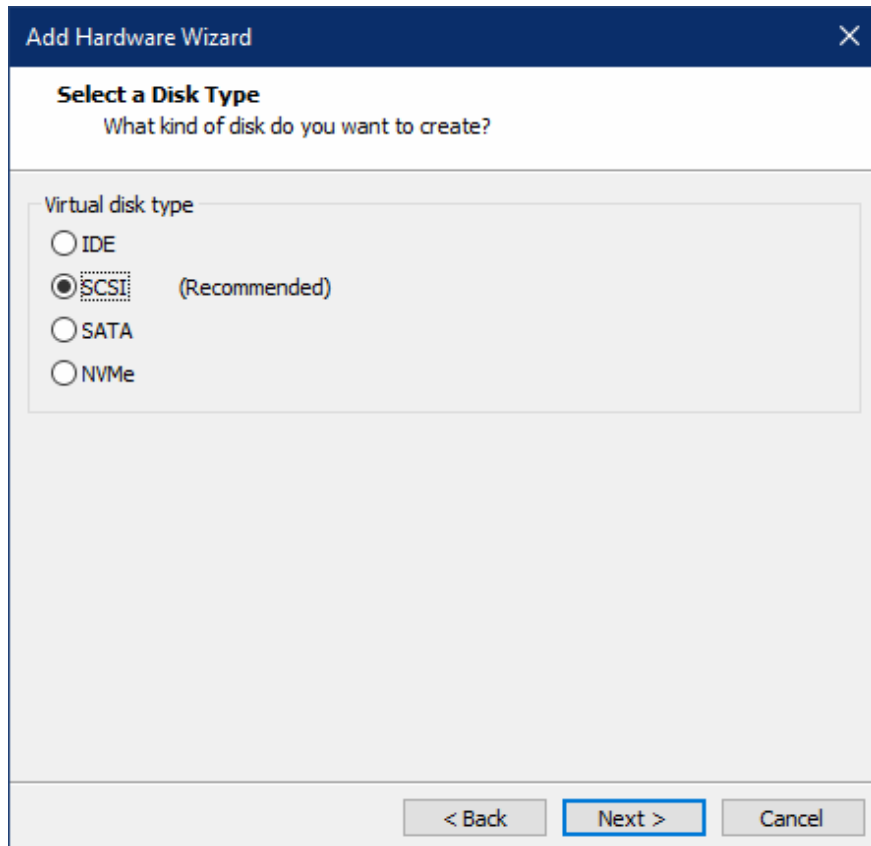 Add Hardware Wizard
Select a Disk Type
What kind of disk do you want to create?
Virtual disk type
IDE
SCSI (Recommended)
SATA
NVMe
< Back Next > Cancel